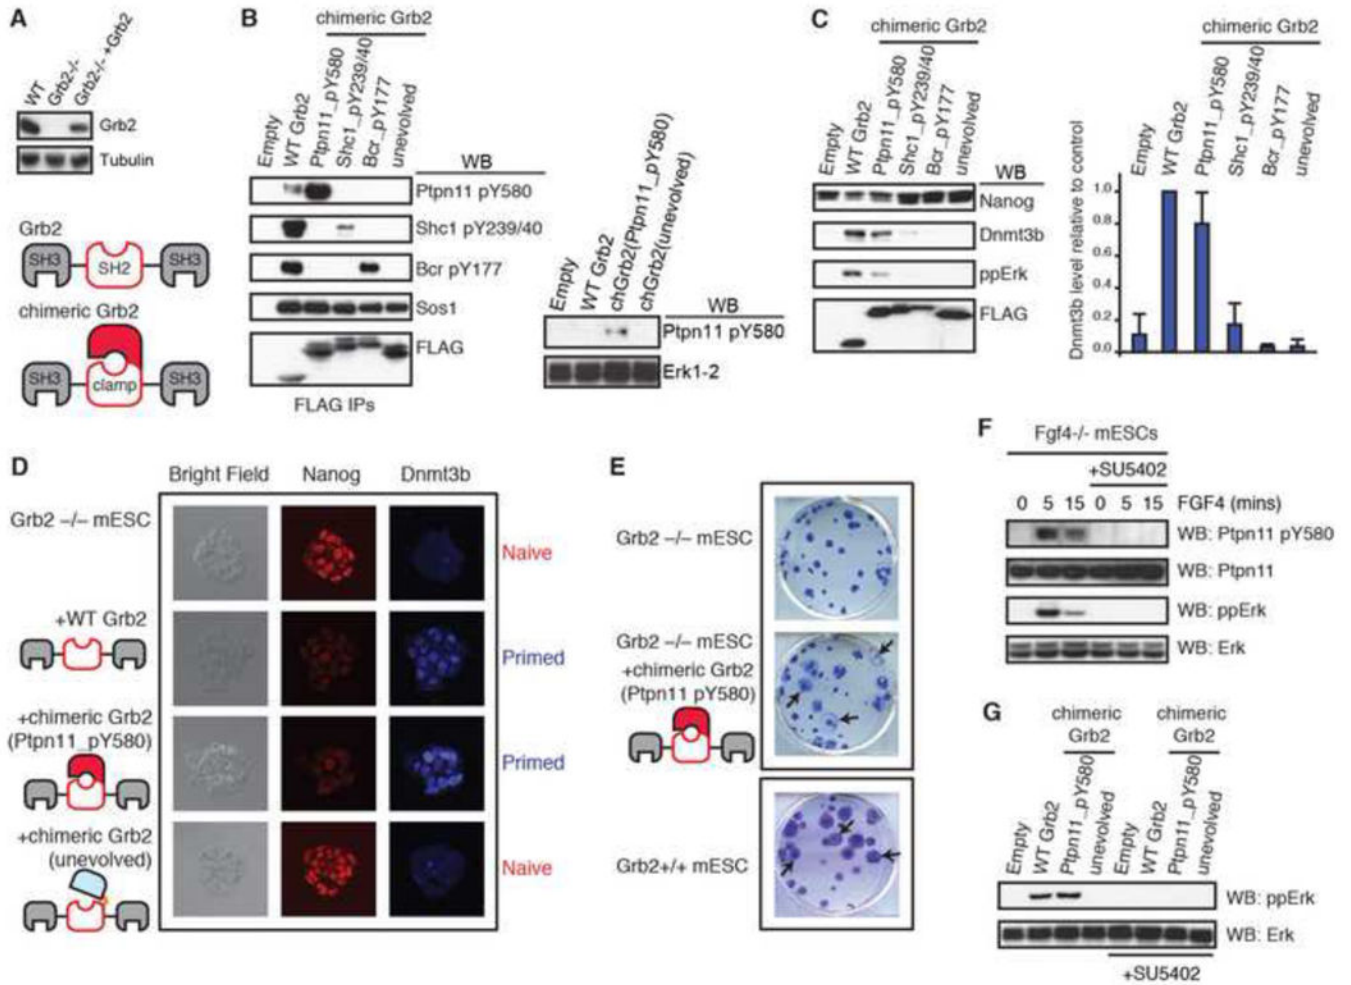 A
WT
Grb2-/-
Grb2-/-+Grb2
Grb2
Tubulin
Grb2
SH3
SH2
SH3
chimeric Grb2
SH3
clamp
SH3
B
chimeric Grb2
Empty
WT Grb2
Ptpn11_pY580
Shc1_pY239/40
Bcr_pY177
unevolved
WB
Ptpn11 pY580
Shc1 pY239/40
Bcr pY177
Sos1
FLAG
FLAG IPs
Empty
WT Grb2
chGrb2(Ptpn11_pY580)
chGrb2(unevolved)
WB
Ptpn11 pY580
Erk1-2
C
chimeric Grb2
Empty
WT Grb2
Ptpn11_pY580
Shc1_pY239/40
Bcr_pY177
unevolved
WB
Nanog
Dnmt3b
ppErk
FLAG
chimeric Grb2
Empty
WT Grb2
Ptpn11_pY580
Shc1_pY239/40
Bcr_pY177
unevolved
Dnmt3b level relative to control
1.0
0.8
0.6
0.4
0.2
0.0
D
Bright Field
Nanog
Dnmt3b
Grb2 –/– mESC
Naive
+WT Grb2
Primed
+chimeric Grb2
(Ptpn11_pY580)
Primed
+chimeric Grb2
(unevolved)
Naive
E
Grb2 –/– mESC
Grb2 –/– mESC
+chimeric Grb2
(Ptpn11 pY580)
Grb2+/+ mESC
F
Fgf4-/- mESCs
+SU5402
0 5 15 0 5 15 FGF4 (mins)
WB: Ptpn11 pY580
WB: Ptpn11
WB: ppErk
WB: Erk
G
chimeric
Grb2
chimeric
Grb2
Empty
WT Grb2
Ptpn11_pY580
unevolved
Empty
WT Grb2
Ptpn11_pY580
unevolved
WB: ppErk
WB: Erk
+SU5402